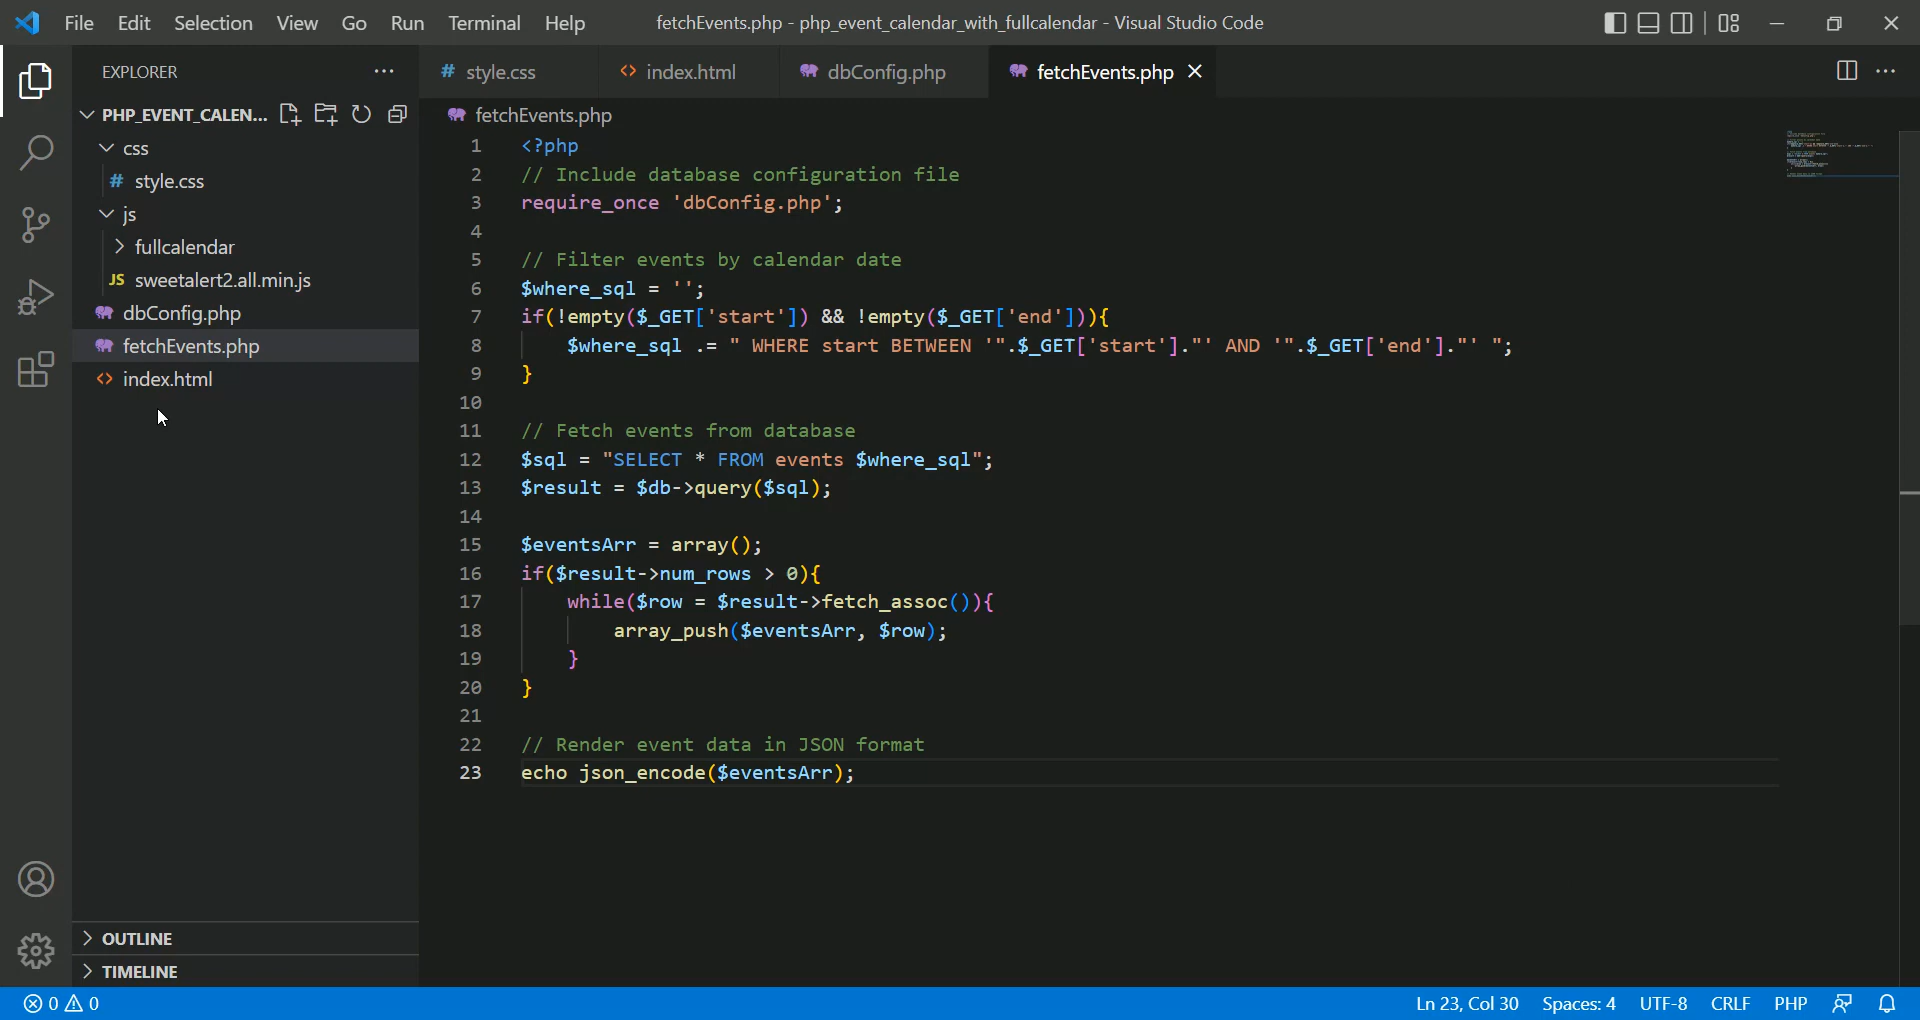 File Edit Selection View Go Run Terminal Help fetchEvents.php - php_event_calendar_with_fullcalendar - Visual Studio Code
EXPLORER
PHP_EVENT_CALEN...
css
# style.css
js
fullcalendar
JS sweetalert2.all.min.js
dbConfig.php
fetchEvents.php
<> index.html
OUTLINE
TIMELINE
# style.css <> index.html dbConfig.php fetchEvents.php
fetchEvents.php
1 <?php
2 // Include database configuration file
3 require_once 'dbConfig.php';
4
5 // Filter events by calendar date
6 $where_sql = '';
7 if(!empty($_GET['start']) && !empty($_GET['end'])){
8     $where_sql .= " WHERE start BETWEEN '".$_GET['start']."' AND '".$_GET['end']."' ";
9 }
10
11 // Fetch events from database
12 $sql = "SELECT * FROM events $where_sql";
13 $result = $db->query($sql);
14
15 $eventsArr = array();
16 if($result->num_rows > 0){
17     while($row = $result->fetch_assoc()){
18         array_push($eventsArr, $row);
19     }
20 }
21
22 // Render event data in JSON format
23 echo json_encode($eventsArr);
0 0 Ln 23, Col 30 Spaces: 4 UTF-8 CRLF PHP